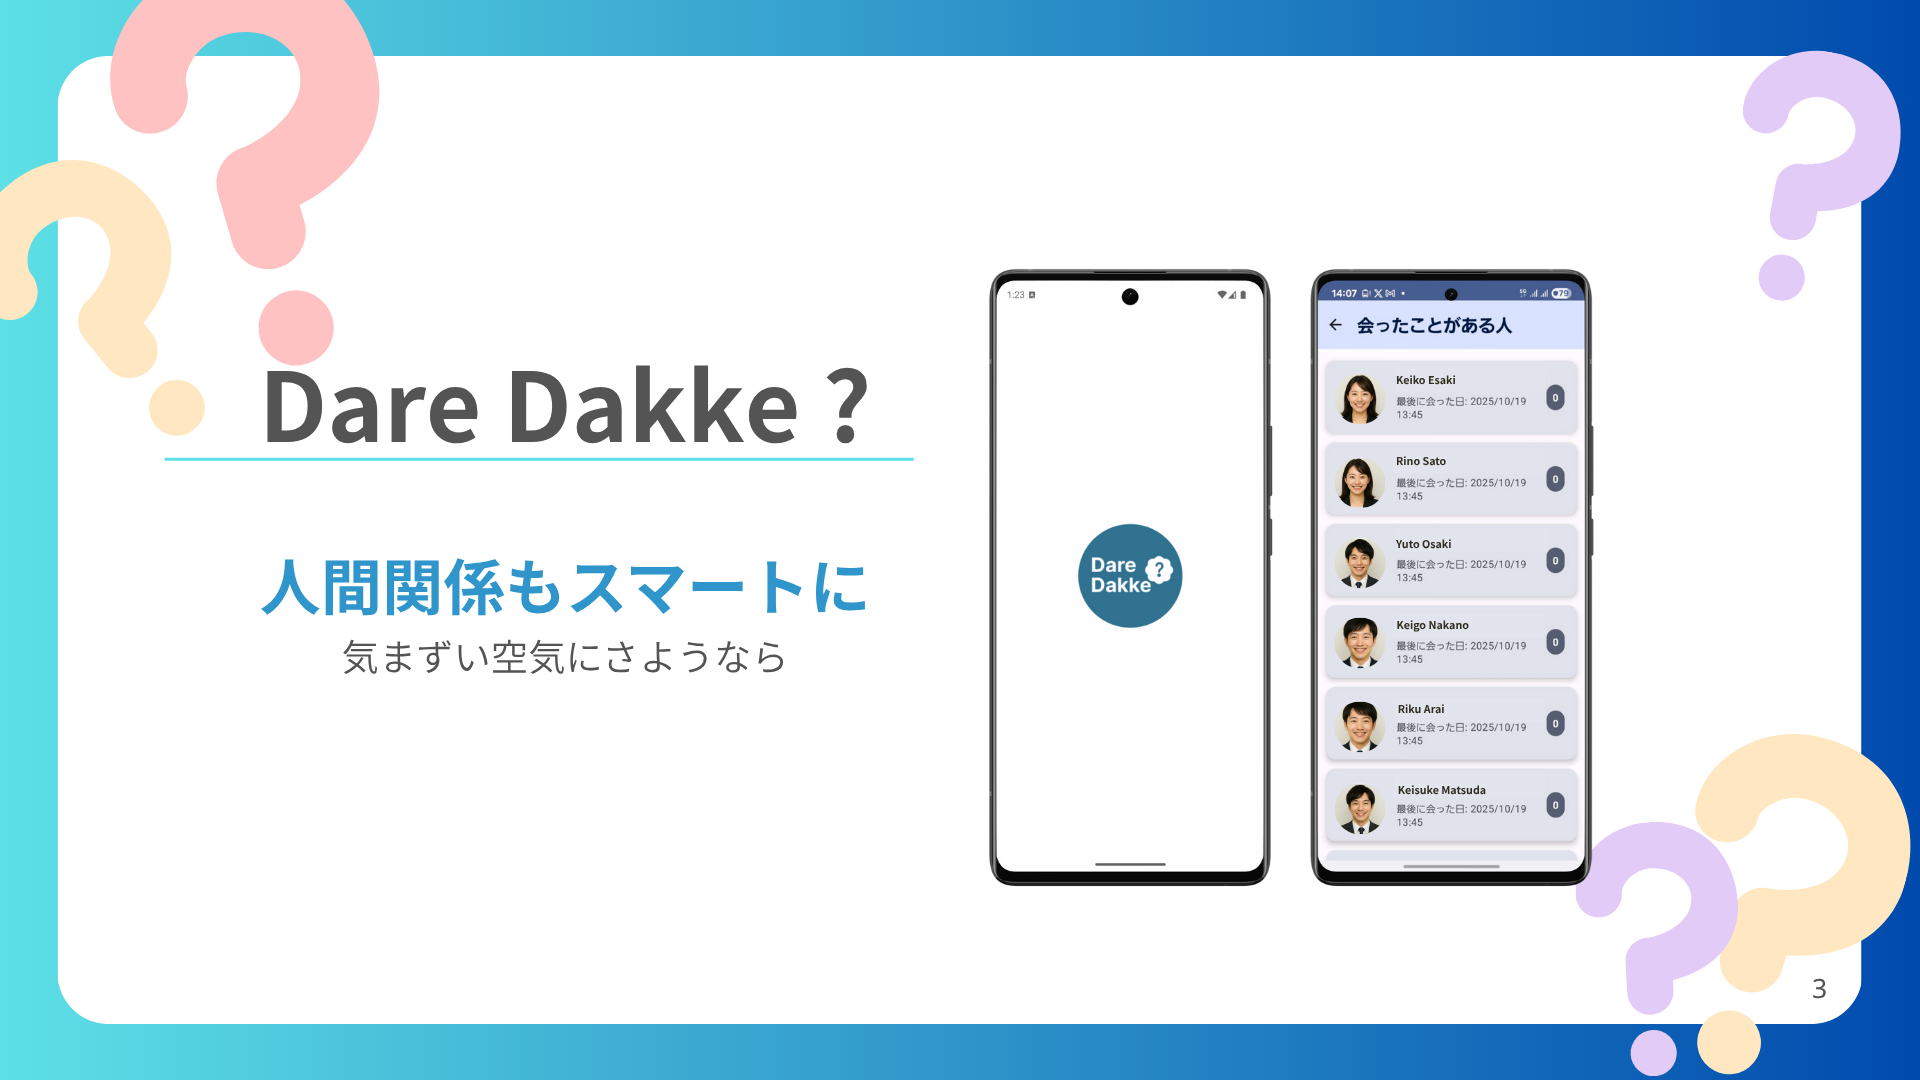 Dare Dakke ?
人間関係もスマートに
気まずい空気にさようなら
1:23
Dare
Dakke ?
14:07
79
会ったことがある人
Keiko Esaki
最後に会った日: 2025/10/19
13:45
0
Rino Sato
最後に会った日: 2025/10/19
13:45
0
Yuto Osaki
最後に会った日: 2025/10/19
13:45
0
Keigo Nakano
最後に会った日: 2025/10/19
13:45
0
Riku Arai
最後に会った日: 2025/10/19
13:45
0
Keisuke Matsuda
最後に会った日: 2025/10/19
13:45
0
3